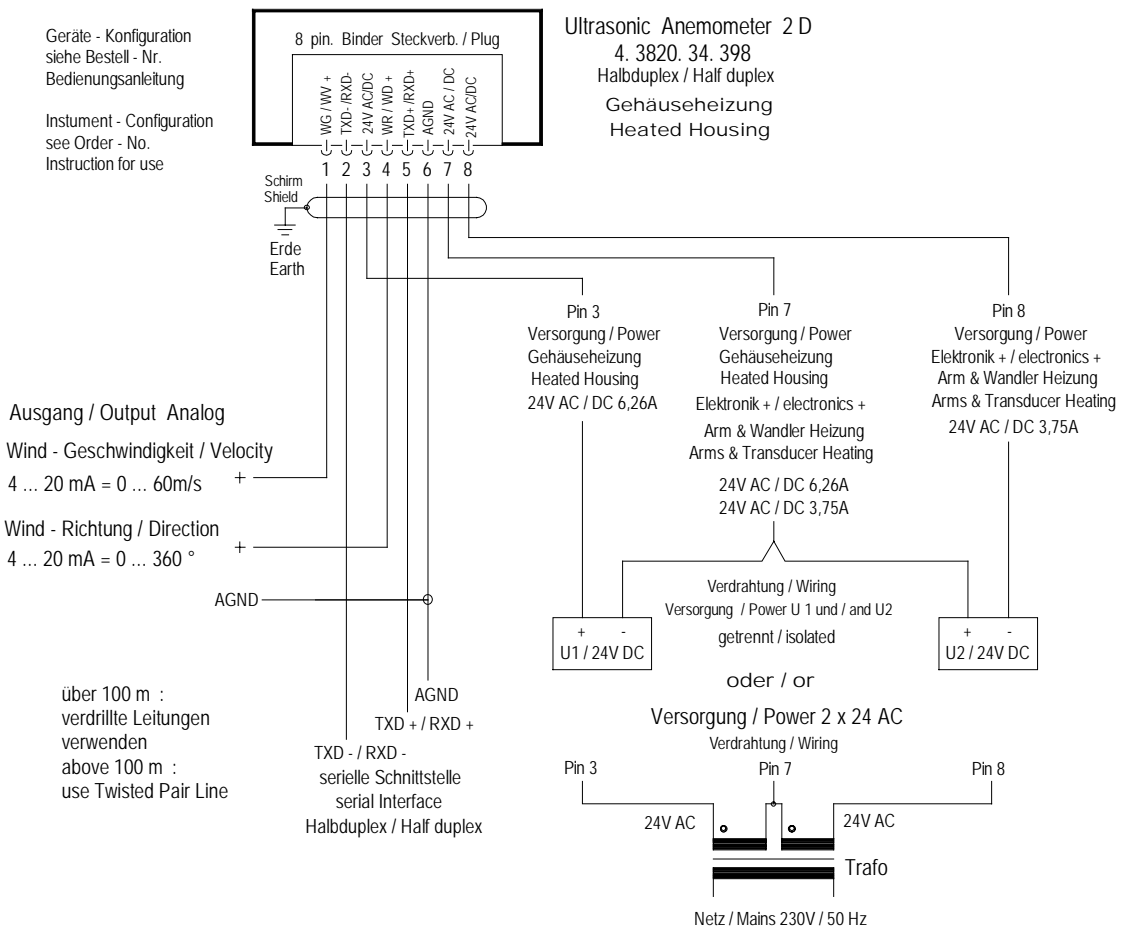 Geräte - Konfiguration
siehe Bestell - Nr.
Bedienungsanleitung
Instument - Configuration
see Order - No.
Instruction for use
8 pin. Binder Steckverb. / Plug
WG / WV +
TXD- /RXD-
24V AC/DC
WR / WD +
TXD+ /RXD+
AGND
24V AC / DC
24V AC/DC
1 2 3 4 5 6 7 8
Ultrasonic Anemometer 2 D
4. 3820. 34. 398
Halbduplex / Half duplex
Gehäuseheizung
Heated Housing
Schirm
Shield
Erde
Earth
Pin 3
Versorgung / Power
Gehäuseheizung
Heated Housing
24V AC / DC 6,26A
Pin 7
Versorgung / Power
Gehäuseheizung
Heated Housing
Elektronik + / electronics +
Arm & Wandler Heizung
Arms & Transducer Heating
24V AC / DC 6,26A
24V AC / DC 3,75A
Pin 8
Versorgung / Power
Elektronik + / electronics +
Arm & Wandler Heizung
Arms & Transducer Heating
24V AC / DC 3,75A
Ausgang / Output Analog
Wind - Geschwindigkeit / Velocity
4 ... 20 mA = 0 ... 60m/s +
Wind - Richtung / Direction
4 ... 20 mA = 0 ... 360 ° +
AGND
Verdrahtung / Wiring
Versorgung / Power U 1 und / and U2
getrennt / isolated
+ -
U1 / 24V DC
+ -
U2 / 24V DC
oder / or
über 100 m :
verdrillte Leitungen
verwenden
above 100 m :
use Twisted Pair Line
AGND
TXD + / RXD +
TXD - / RXD -
serielle Schnittstelle
serial Interface
Halbduplex / Half duplex
Versorgung / Power 2 x 24 AC
Verdrahtung / Wiring
Pin 3 Pin 7 Pin 8
24V AC 24V AC
Trafo
Netz / Mains 230V / 50 Hz